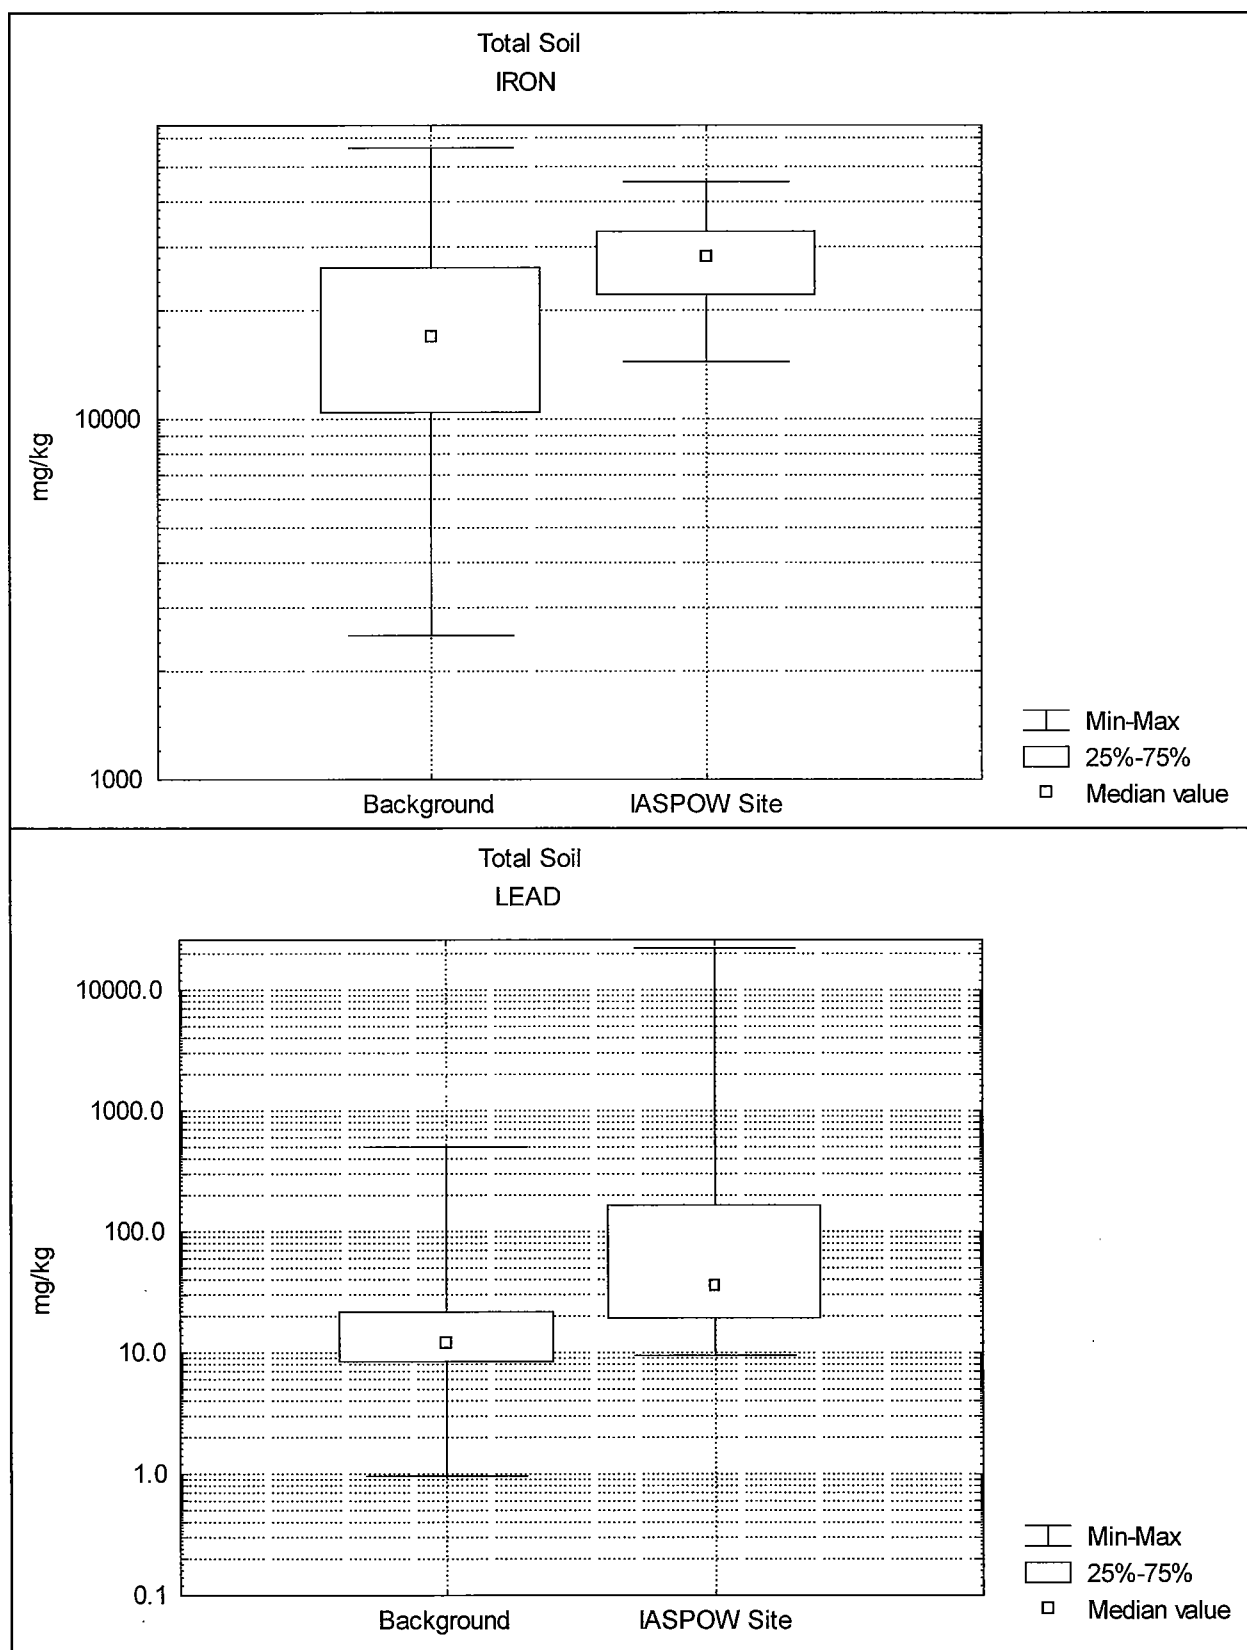 Total Soil
IRON
10000
mg/kg
1000
Background IASPOW Site
Min-Max
25%-75%
Median value
Total Soil
LEAD
10000.0
1000.0
100.0
mg/kg
10.0
1.0
0.1
Background IASPOW Site
Min-Max
25%-75%
Median value